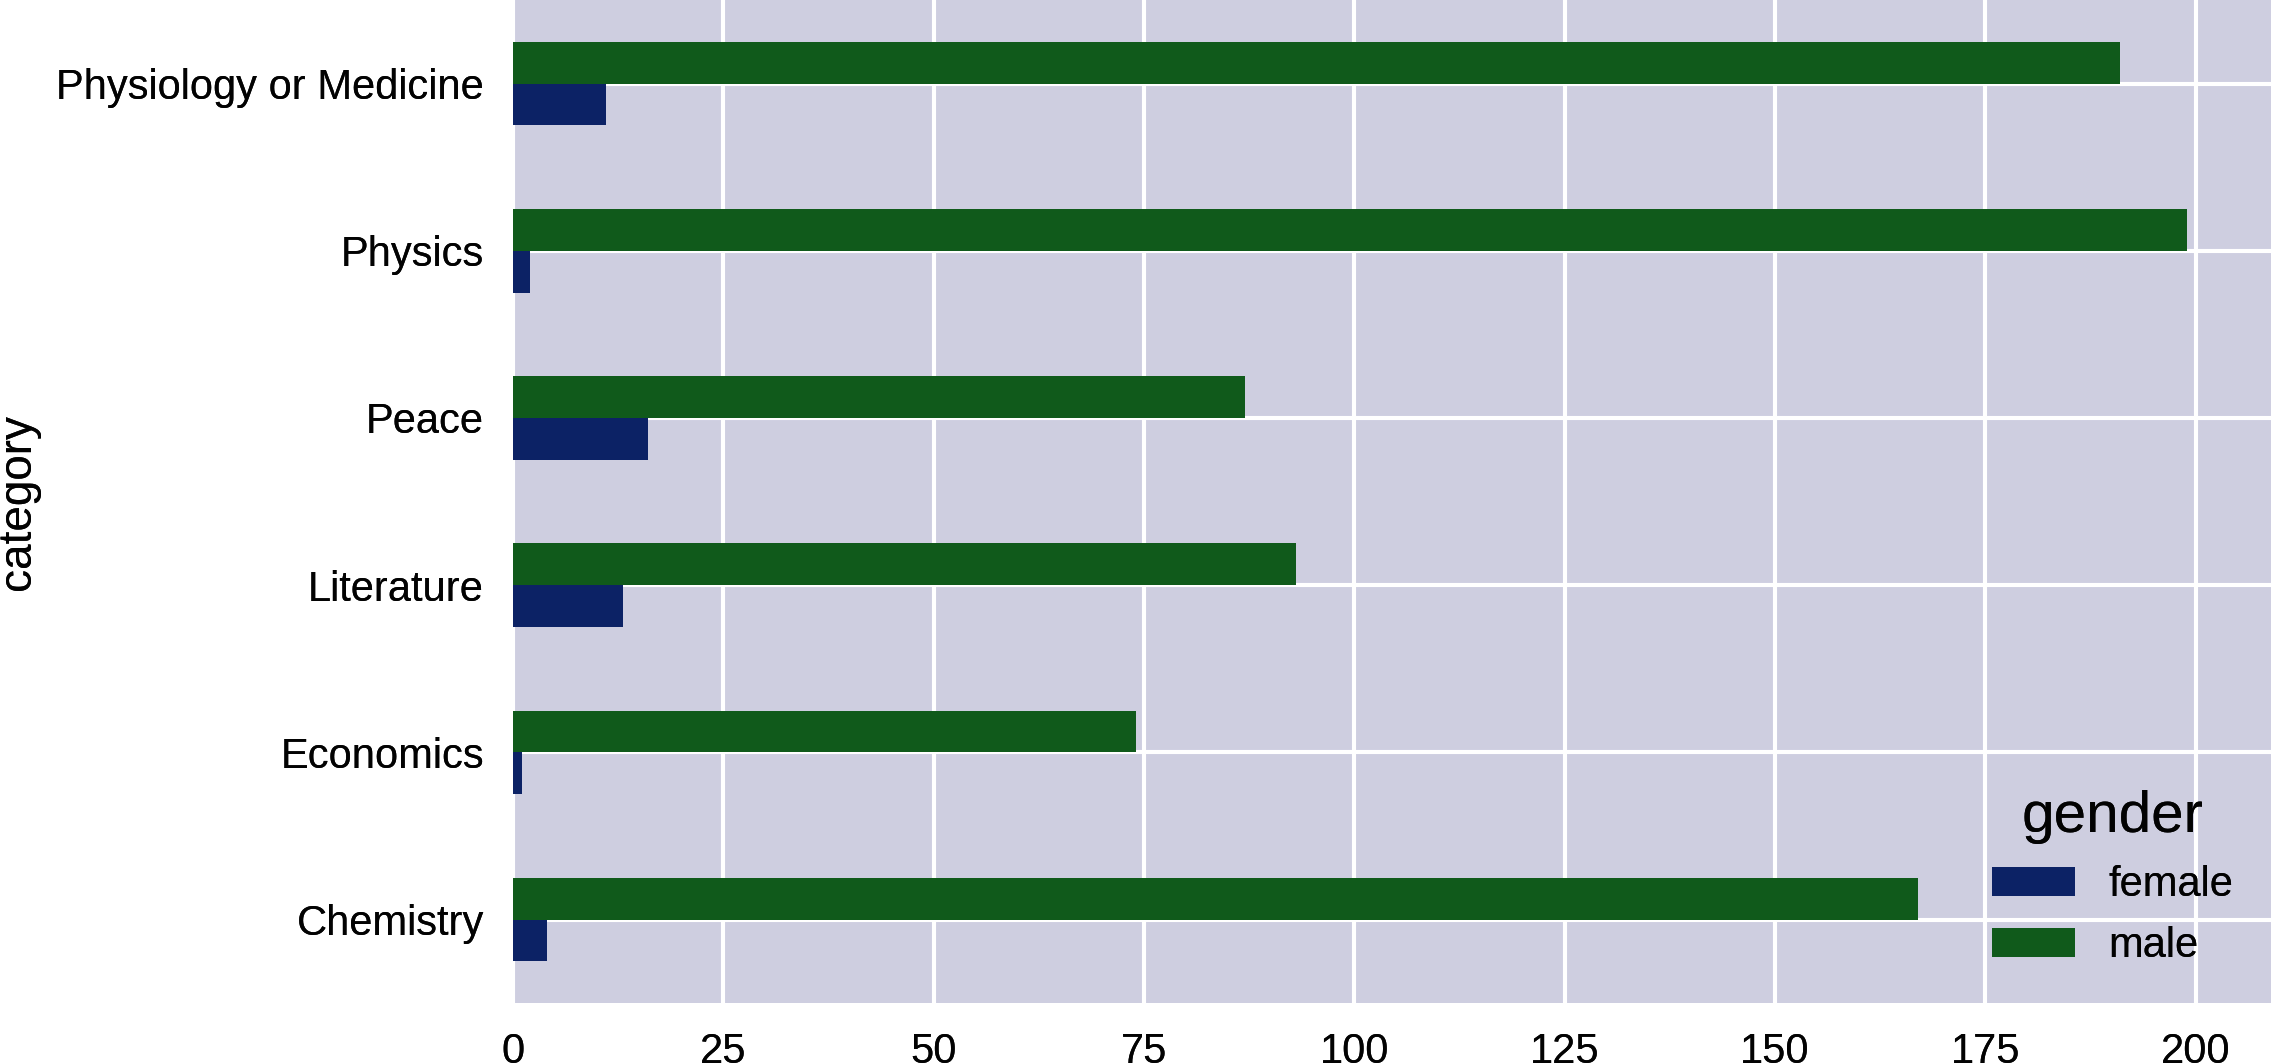 Physiology or Medicine
Physics
Peace
category
Literature
Economics
gender
female
Chemistry
male
0 25 50 75 100 125 150 175 200